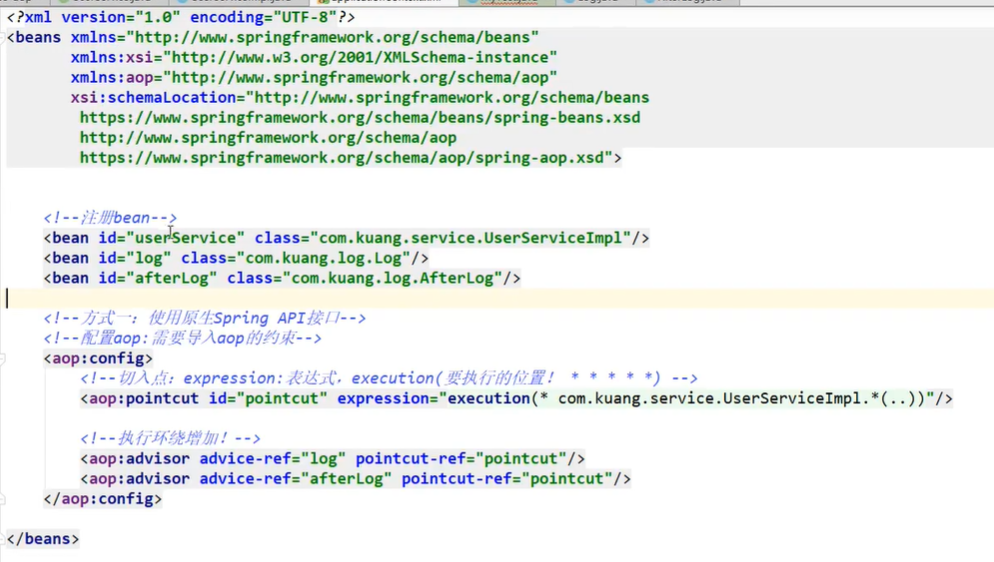 <?xml version="1.0" encoding="UTF-8"?>
<beans xmlns="http://www.springframework.org/schema/beans"
xmlns:xsi="http://www.w3.org/2001/XMLSchema-instance"
xmlns:aop="http://www.springframework.org/schema/aop"
xsi:schemaLocation="http://www.springframework.org/schema/beans
https://www.springframework.org/schema/beans/spring-beans.xsd
http://www.springframework.org/schema/aop
https://www.springframework.org/schema/aop/spring-aop.xsd">
<!--注册bean-->
<bean id="userService" class="com.kuang.service.UserServiceImpl"/>
<bean id="log" class="com.kuang.log.Log"/>
<bean id="afterLog" class="com.kuang.log.AfterLog"/>
<!--方式一：使用原生Spring API接口-->
<!--配置aop:需要导入aop的约束-->
<aop:config>
<!--切入点：expression:表达式，execution(要执行的位置！ * * * * *) -->
<aop:pointcut id="pointcut" expression="execution(* com.kuang.service.UserServiceImpl.*(..))"/>
<!--执行环绕增加！-->
<aop:advisor advice-ref="log" pointcut-ref="pointcut"/>
<aop:advisor advice-ref="afterLog" pointcut-ref="pointcut"/>
</aop:config>
</beans>